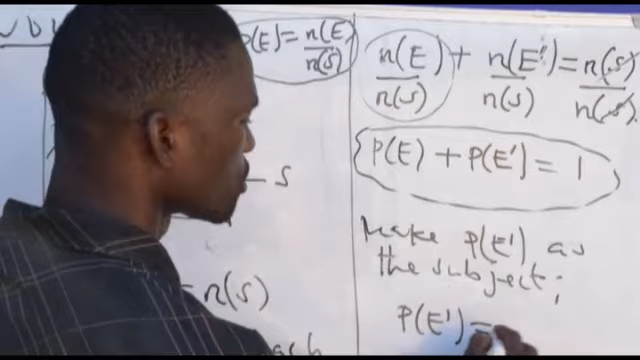 P(E) = n(E)/n(S)
— S
= n(S)
n(E)/n(S) + n(E')/n(S) = n(S)/n(S)
P(E) + P(E') = 1
Make P(E') as
the subject;
P(E') =